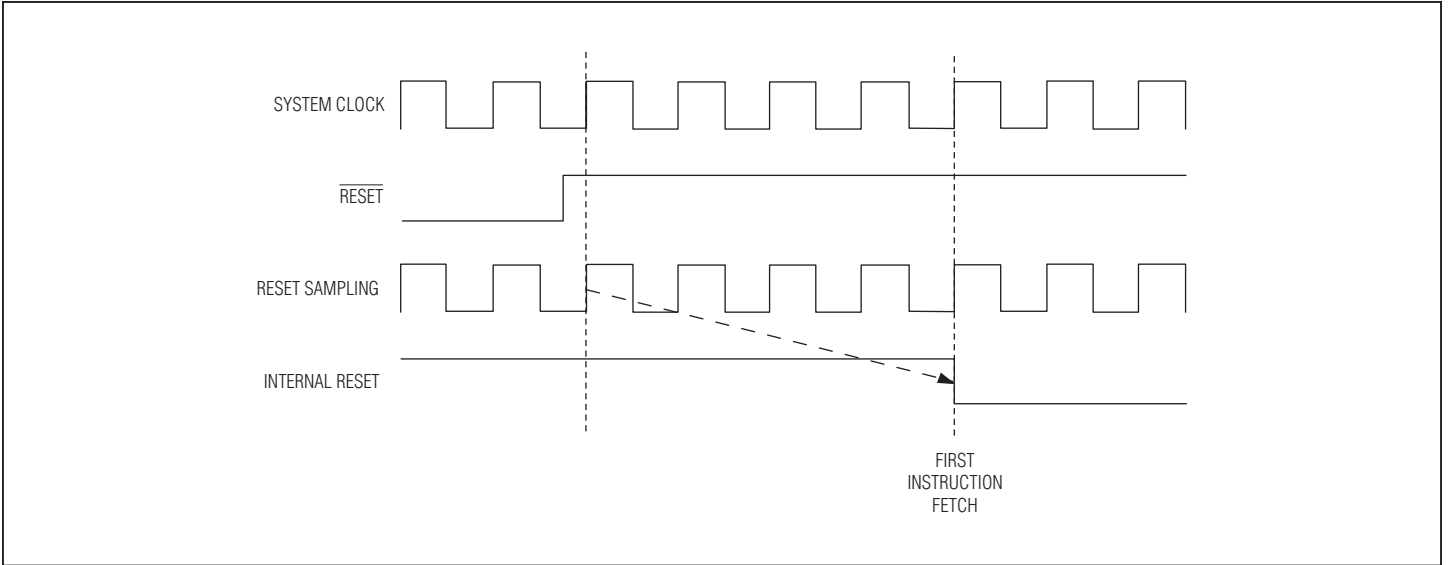 SYSTEM CLOCK
RESET
RESET SAMPLING
INTERNAL RESET
FIRST
INSTRUCTION
FETCH